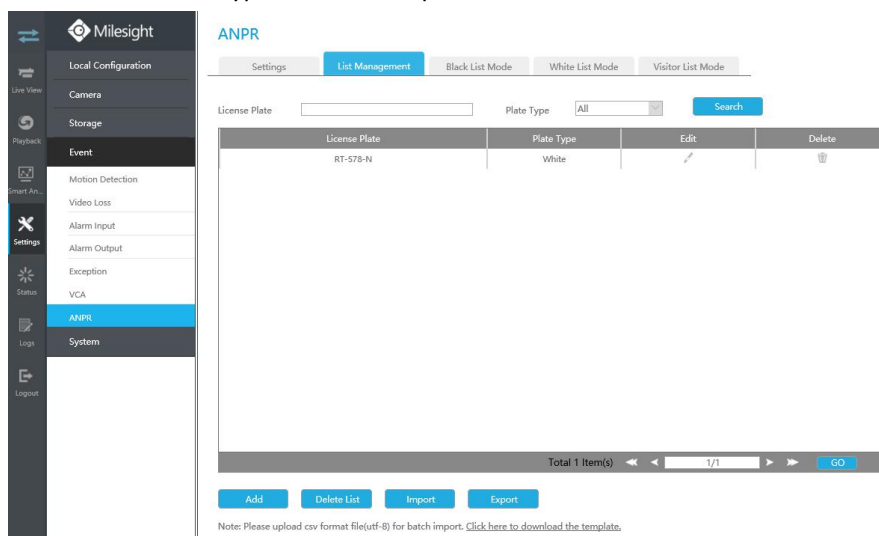 Milesight
Live View
Playback
Smart An...
Settings
Status
Logs
Logout
Local Configuration
Camera
Storage
Event
Motion Detection
Video Loss
Alarm Input
Alarm Output
Exception
VCA
ANPR
System
ANPR
Settings List Management Black List Mode White List Mode Visitor List Mode
License Plate Plate Type All Search
License Plate Plate Type Edit Delete
RT-578-N White
Total 1 Item(s) 1/1 GO
Add Delete List Import Export
Note: Please upload csv format file(utf-8) for batch import. Click here to download the template.